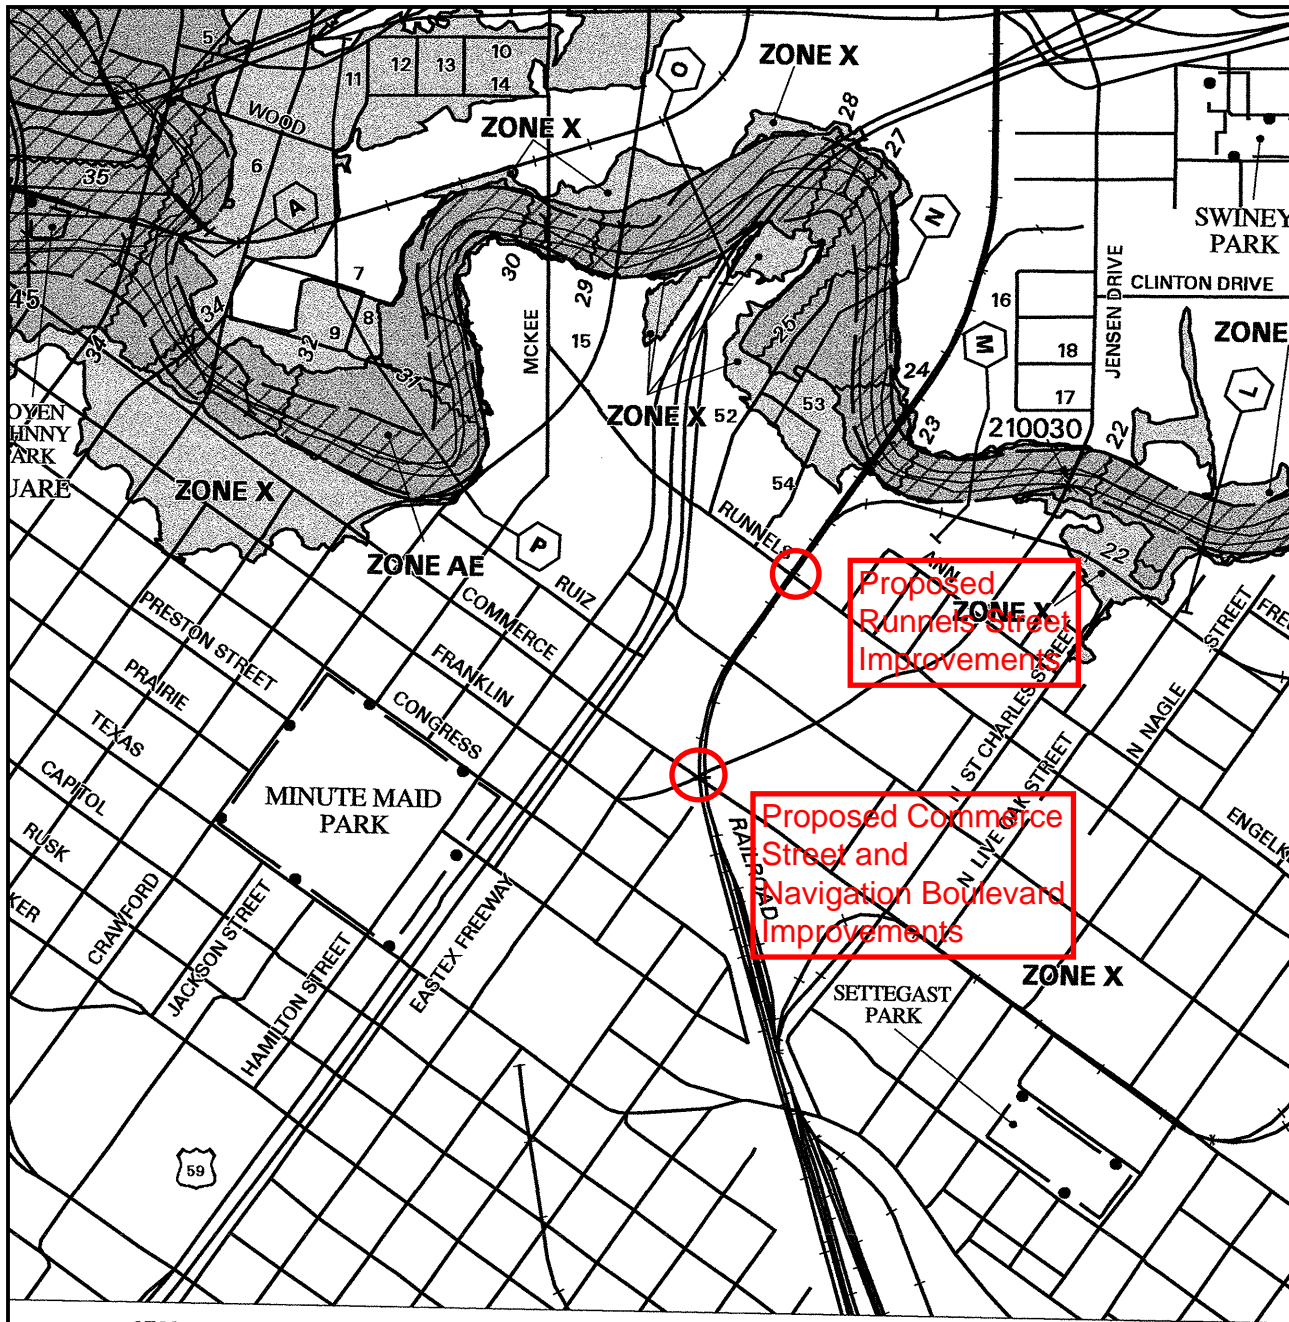 5
10
11
12
13
14
ZONE X
O
WOOD
ZONE X
28
27
6
35
A
N
SWINEY
PARK
30
29
7
CLINTON DRIVE
JENSEN DRIVE
45
34
9
8
32
34
31
MCKEE
15
25
16
M
18
17
ZONE
L
24
23
22
ZONE X
52
53
54
210030
PARK
ZONE X
ZONE AE
P
RUNNELS
ANN
22
ZONE X
Proposed
Runnels Street
Improvements
RUIZ
COMMERCE
FRANKLIN
CONGRESS
PRESTON STREET
PRAIRIE
TEXAS
CAPITOL
RUSK
MINUTE MAID
PARK
CRAWFORD
JACKSON STREET
HAMILTON STREET
EASTEX FREEWAY
RAILROAD
Proposed Commerce
Street and
Navigation Boulevard
Improvements
N ST CHARLES STREET
N LIVE OAK STREET
N NAGLE
STREET
ZONE X
SETTEGAST
PARK
59